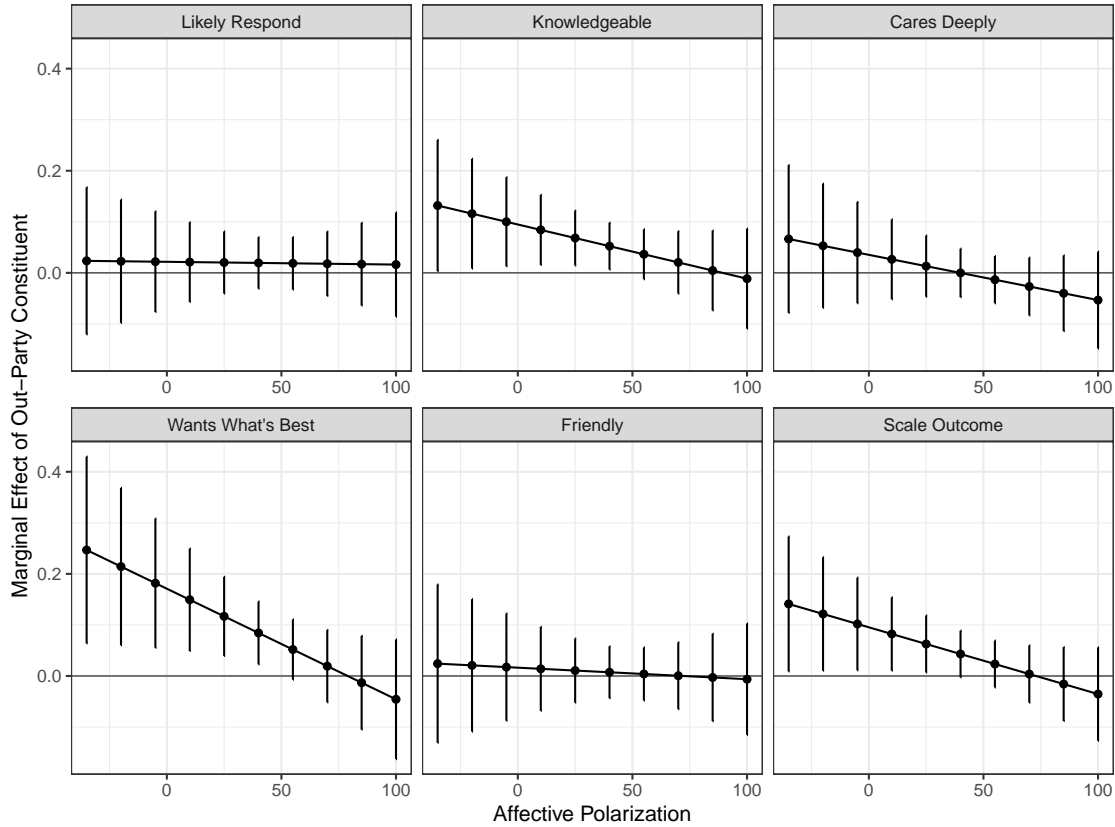 Likely Respond
Knowledgeable
Cares Deeply
0.4
0.2
0.0
0 50 100
0 50 100
0 50 100
Wants What's Best
Friendly
Scale Outcome
0.4
0.2
0.0
0 50 100
0 50 100
0 50 100
Marginal Effect of Out−Party Constituent
Affective Polarization